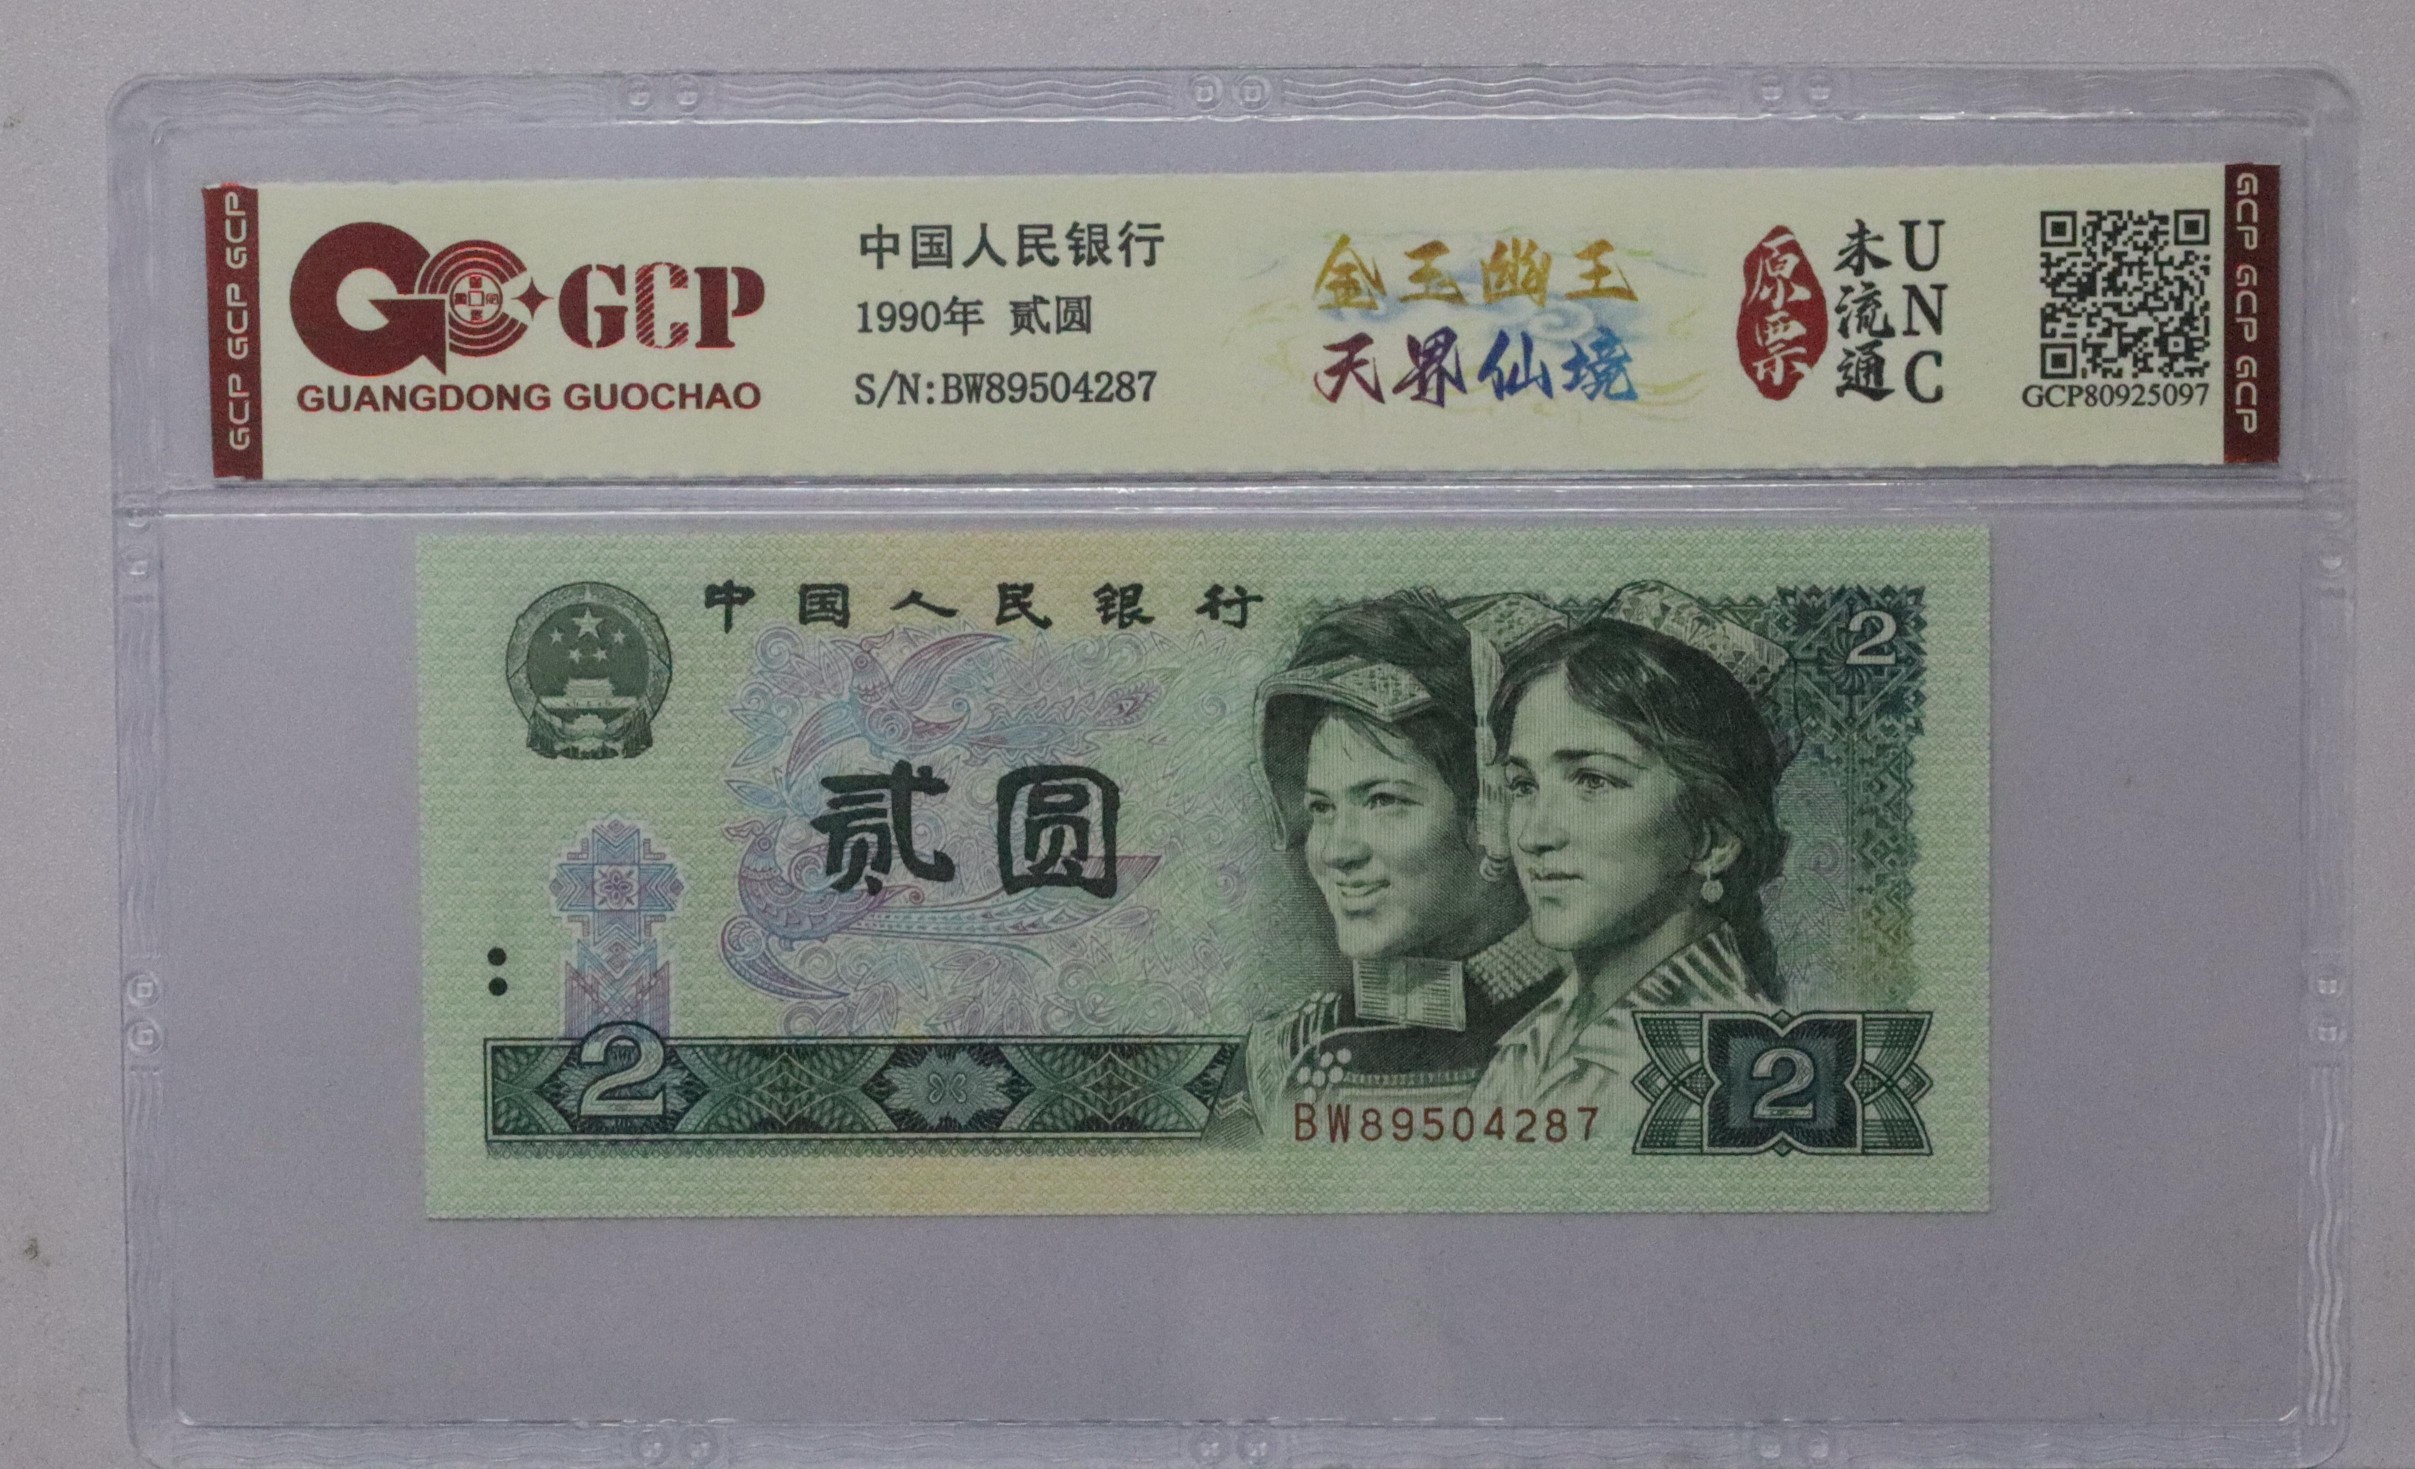 GCP GCP GCP
GCP
GUANGDONG GUOCHAO
中国人民银行
1990年 贰圆
S/N:BW89504287
金玉幽王
天界仙境
原票
未流通
UNC
GCP80925097
GCP GCP GCP
中国人民银行
2
贰圆
2
2
BW89504287